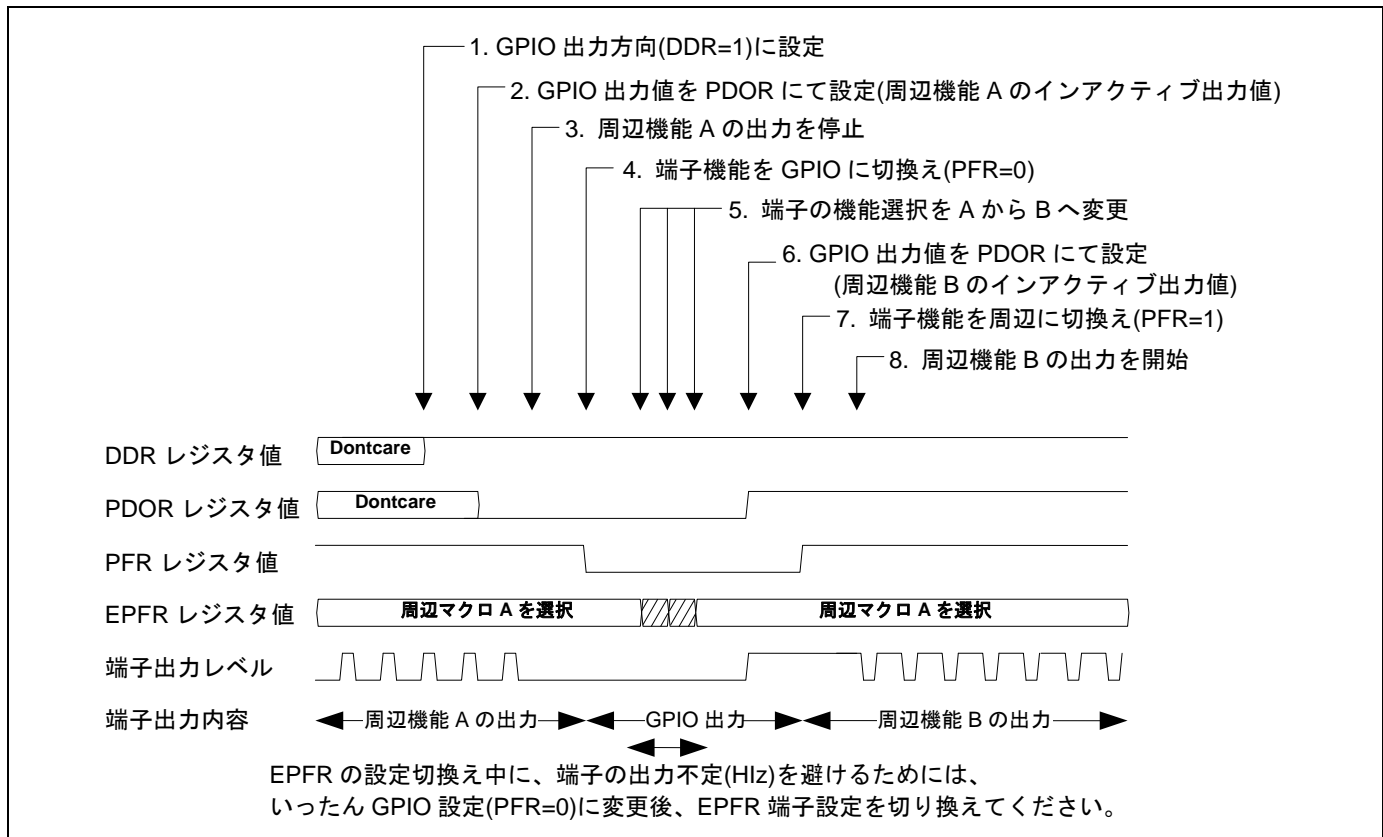 1. GPIO 出力方向(DDR=1)に設定
2. GPIO 出力値を PDOR にて設定(周辺機能 A のインアクティブ出力値)
3. 周辺機能 A の出力を停止
4. 端子機能を GPIO に切換え(PFR=0)
5. 端子の機能選択を A から B へ変更
6. GPIO 出力値を PDOR にて設定
(周辺機能 B のインアクティブ出力値)
7. 端子機能を周辺に切換え(PFR=1)
8. 周辺機能 B の出力を開始
DDR レジスタ値 Dontcare
PDOR レジスタ値 Dontcare
PFR レジスタ値
EPFR レジスタ値 周辺マクロ A を選択 周辺マクロ A を選択
端子出力レベル
端子出力内容 周辺機能 A の出力 GPIO 出力 周辺機能 B の出力
EPFR の設定切換え中に、端子の出力不定(HIz)を避けるためには、
いったん GPIO 設定(PFR=0)に変更後、EPFR 端子設定を切り換えてください。